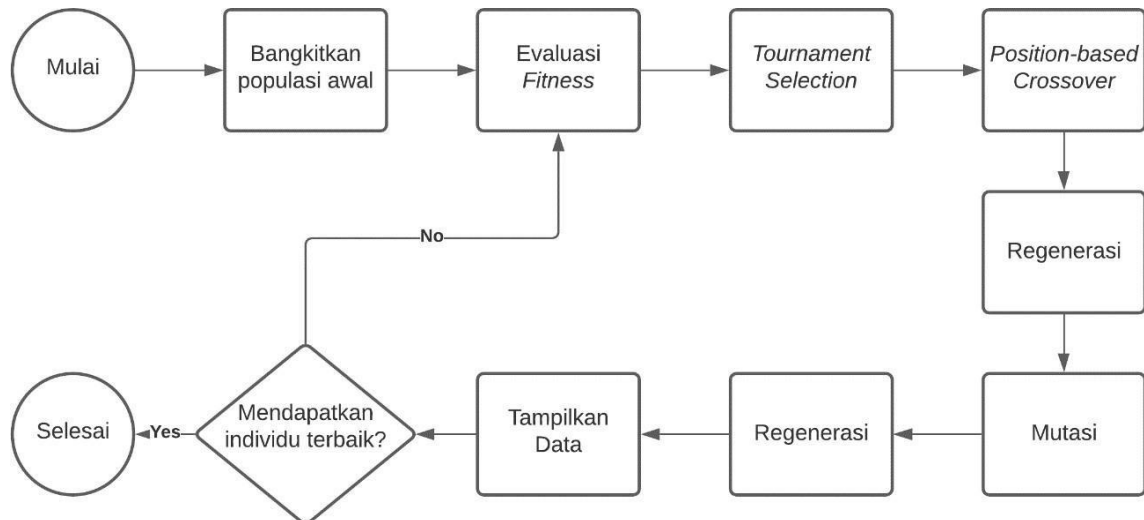 Mulai
Bangkitkan
populasi awal
Evaluasi
Fitness
Tournament
Selection
Position-based
Crossover
Regenerasi
No
Selesai
Yes
Mendapatkan
individu terbaik?
Tampilkan
Data
Regenerasi
Mutasi